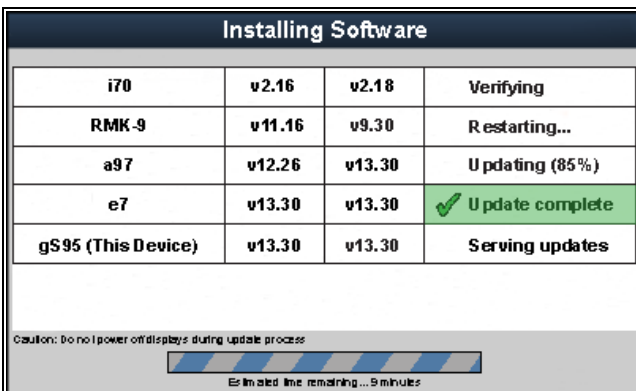 Installing Software
i70 v2.16 v2.18 Verifying
RMK-9 v11.16 v9.30 Restarting...
a97 v12.26 v13.30 Updating (85%)
e7 v13.30 v13.30 Update complete
gS95 (This Device) v13.30 v13.30 Serving updates
Caution: Do not power off displays during update process
Estimated time remaining... 9 minutes